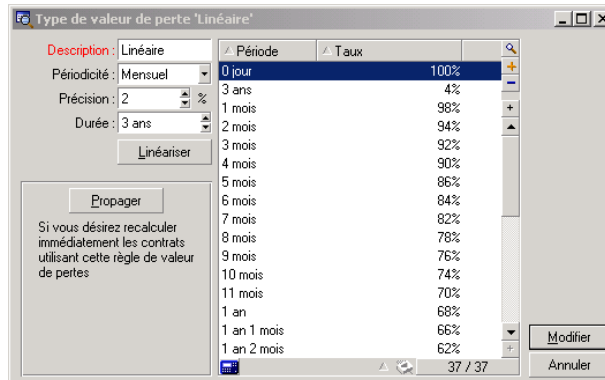 Type de valeur de perte 'Linéaire'
Description : Linéaire
Périodicité : Mensuel
Précision : 2 %
Durée : 3 ans
Linéariser
Propager
Si vous désirez recalculer
immédiatement les contrats
utilisant cette règle de valeur
de pertes
Période Taux
0 jour 100%
3 ans 4%
1 mois 98%
2 mois 94%
3 mois 92%
4 mois 90%
5 mois 86%
6 mois 84%
7 mois 82%
8 mois 78%
9 mois 76%
10 mois 74%
11 mois 70%
1 an 68%
1 an 1 mois 66%
1 an 2 mois 62%
37 / 37
Modifier
Annuler